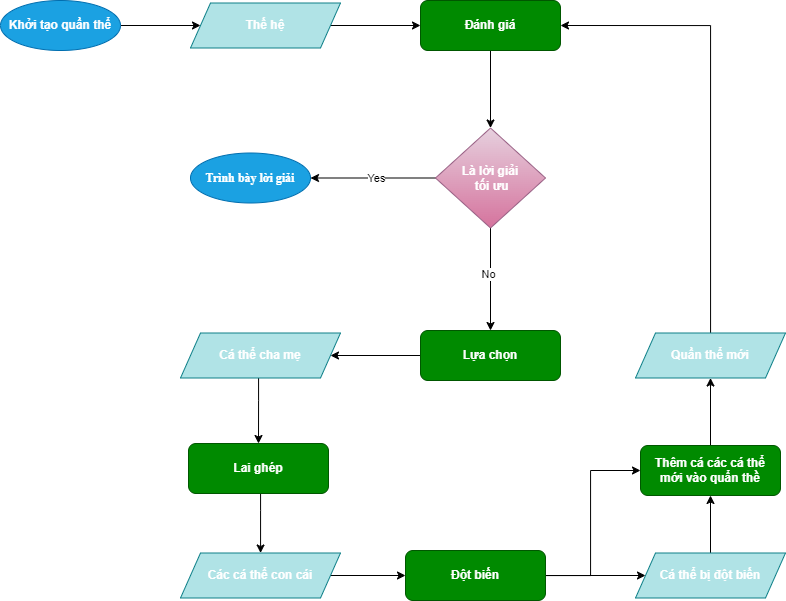 Khởi tạo quần thể
Thế hệ
Đánh giá
Là lời giải
tối ưu
Yes
Trình bày lời giải
No
Lựa chọn
Cá thể cha mẹ
Quần thể mới
Lai ghép
Thêm cá các cá thể
mới vào quần thề
Các cá thể con cái
Đột biến
Cá thể bị đột biến